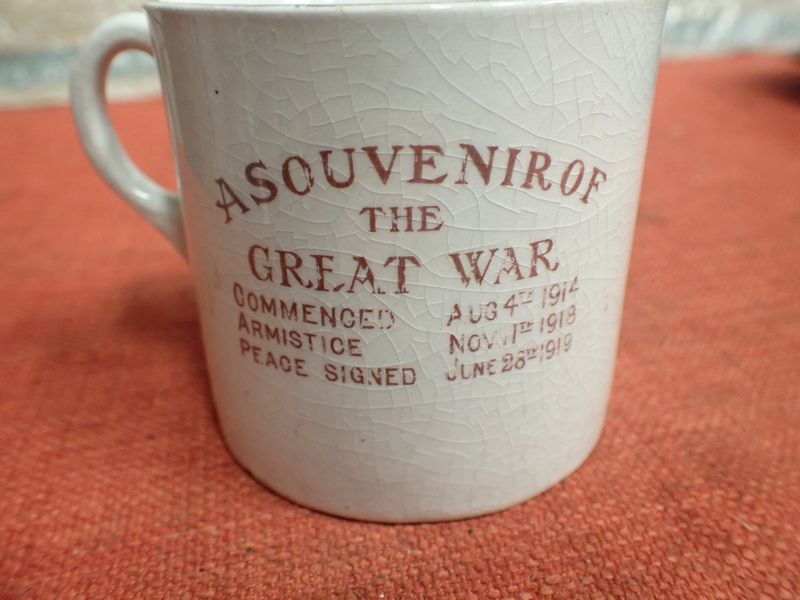 A SOUVENIR OF
THE
GREAT WAR
COMMENCED AUG 4TH 1914
ARMISTICE NOV 11TH 1918
PEACE SIGNED JUNE 28TH 1919